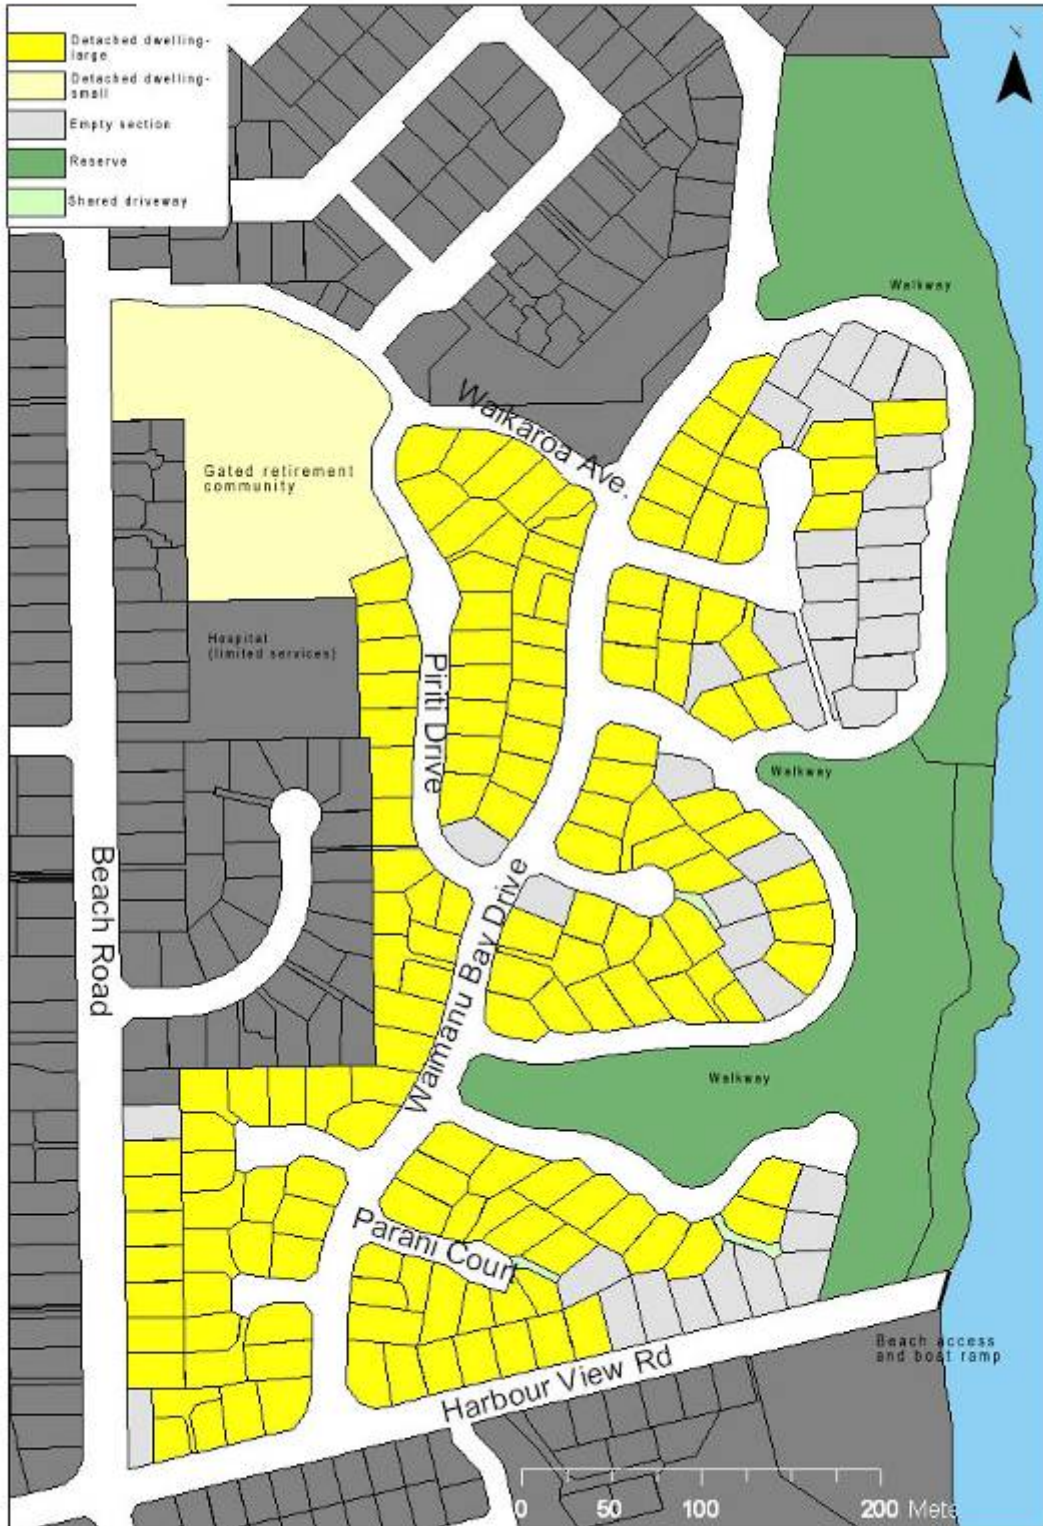 Detached dwelling-
large
Detached dwelling-
small
Empty section
Reserve
Shared driveway
Walkway
Waikaroa Ave.
Gated retirement
community
Hospital
(limited services)
Piriti Drive
Walkway
Beach Road
Waimanu Bay Drive
Walkway
Parani Court
Beach access
and boat ramp
Harbour View Rd
0 50 100 200 Mete